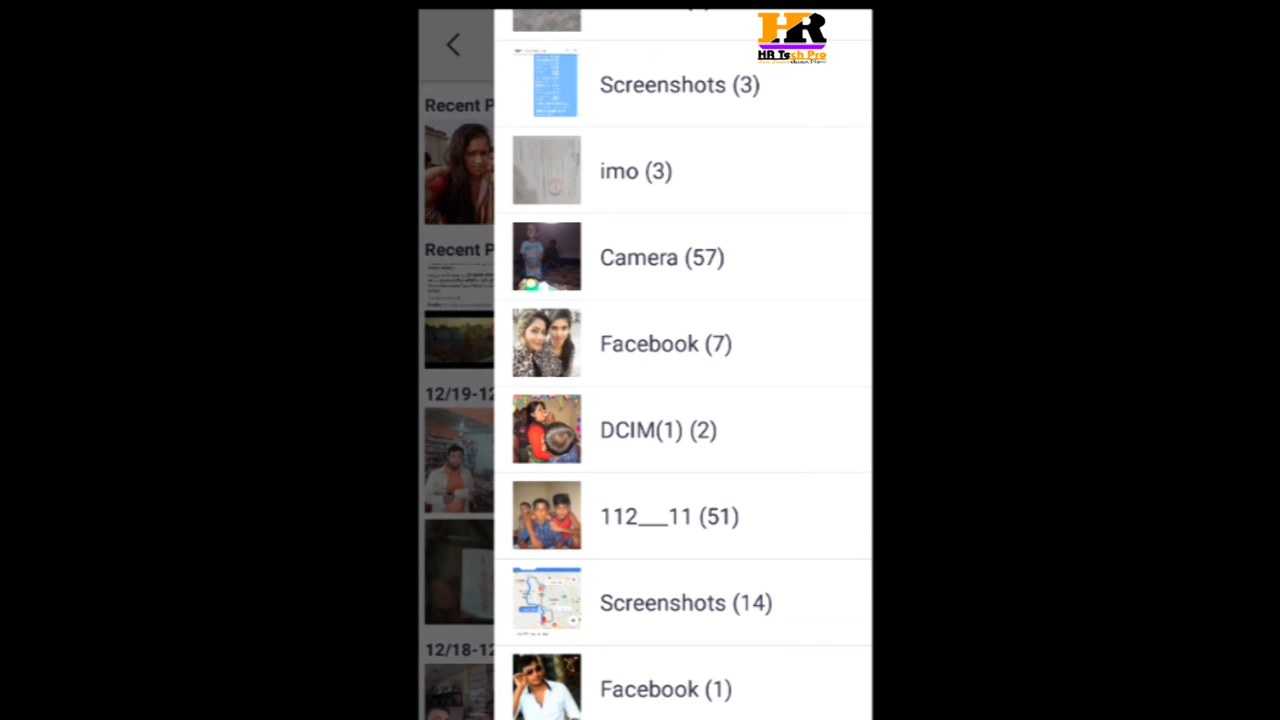 HR
HR Tech Pro
Screenshots (3)
Recent P
imo (3)
Recent P
Camera (57)
Facebook (7)
12/19-12
DCIM(1) (2)
112___11 (51)
Screenshots (14)
12/18-12
Facebook (1)